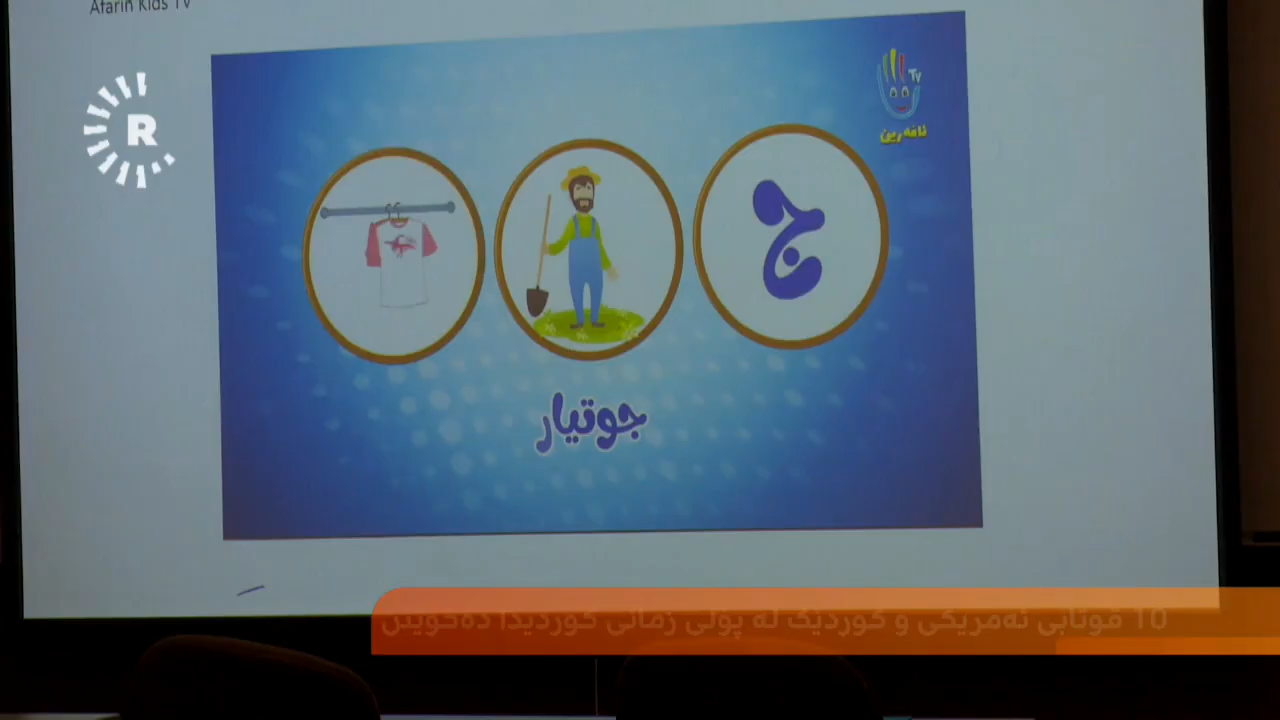 Afarin Kids TV
R
Tv
ئافەرین
ج
جوتیار
10 قوتابی ئەمریکی و کوردێک لە پۆلی زمانی کوردیدا دەخوێنن